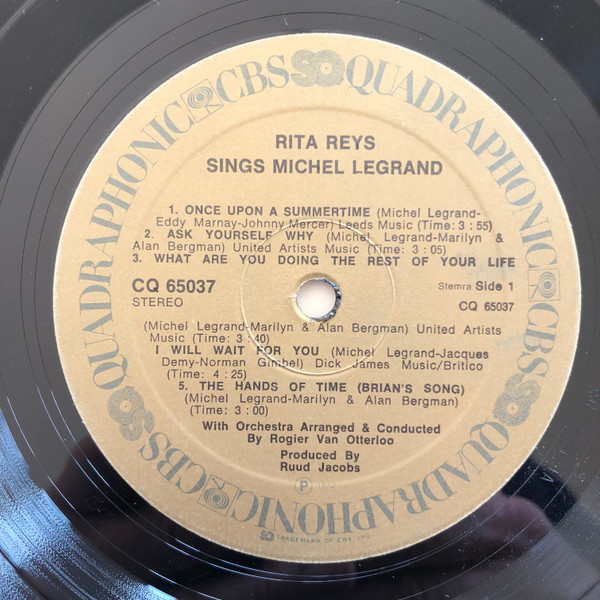 QUADRAPHONIC CBS SQ QUADRAPHONIC CBS SQ QUADRAPHONIC CBS SQ
RITA REYS
SINGS MICHEL LEGRAND
1. ONCE UPON A SUMMERTIME (Michel Legrand-
Eddy Marnay-Johnny Mercer) Leeds Music (Time: 3 : 55)
2. ASK YOURSELF WHY (Michel Legrand-Marilyn &
Alan Bergman) United Artists Music (Time: 3 : 05)
3. WHAT ARE YOU DOING THE REST OF YOUR LIFE
CQ 65037
STEREO
Stemra Side 1
CQ 65037
(Michel Legrand-Marilyn & Alan Bergman) United Artists
Music (Time: 3 : 40)
I WILL WAIT FOR YOU (Michel Legrand-Jacques
Demy-Norman Gimbel) Dick James Music/Britico
(Time: 4 : 25)
5. THE HANDS OF TIME (BRIAN'S SONG)
(Michel Legrand-Marilyn & Alan Bergman)
(Time: 3 : 00)
With Orchestra Arranged & Conducted
By Rogier Van Otterloo
Produced By
Ruud Jacobs
℗ 1972
SQ TRADEMARK OF CBS, INC.